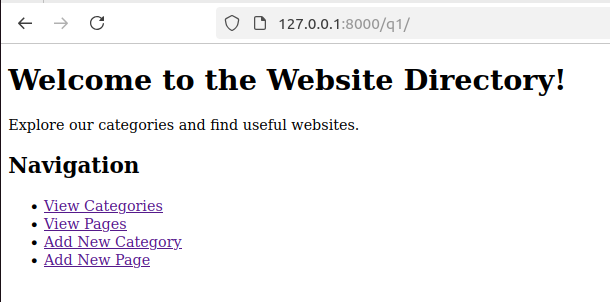 127.0.0.1:8000/q1/
Welcome to the Website Directory!
Explore our categories and find useful websites.
Navigation
View Categories
View Pages
Add New Category
Add New Page